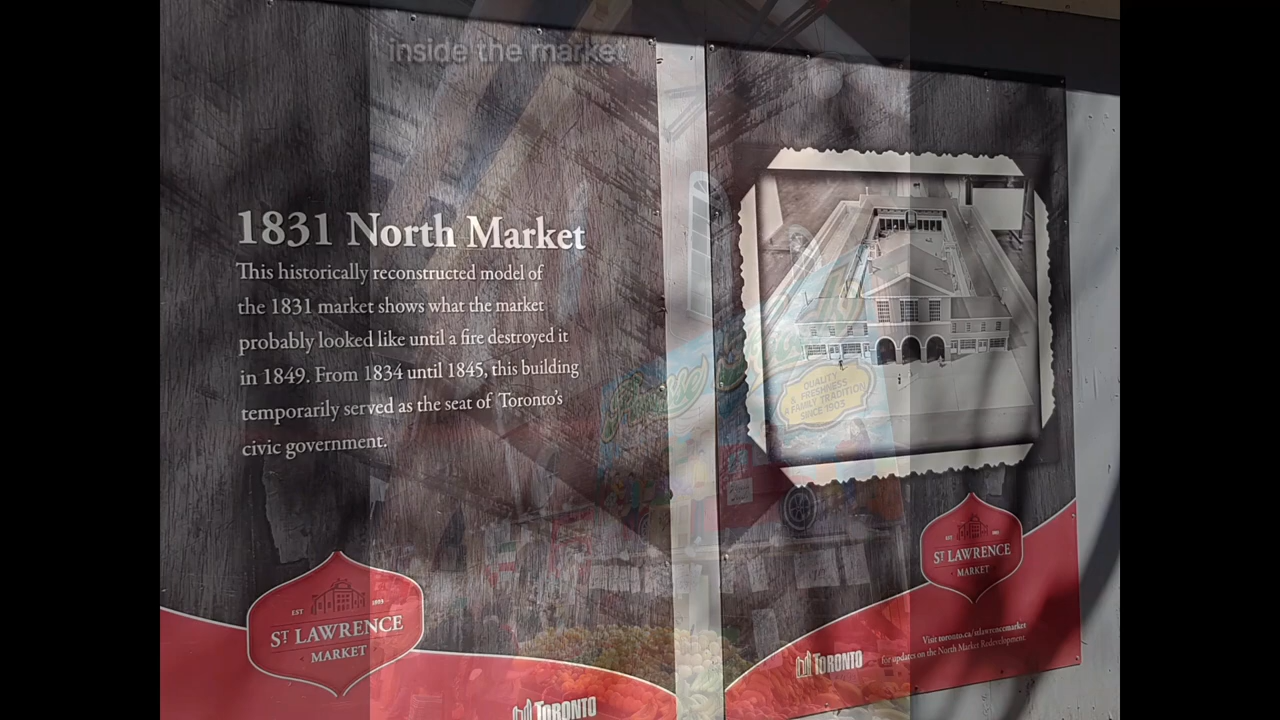 inside the market
1831 North Market
This historically reconstructed model of
the 1831 market shows what the market
probably looked like until a fire destroyed it
in 1849. From 1834 until 1845, this building
temporarily served as the seat of Toronto's
civic government.
QUALITY
& FRESHNESS
A FAMILY TRADITION
SINCE 1903
EST
ST LAWRENCE
MARKET
TORONTO
EST
ST LAWRENCE
MARKET
Visit toronto.ca/stlawrencemarket
for updates on the North Market Redevelopment.
TORONTO